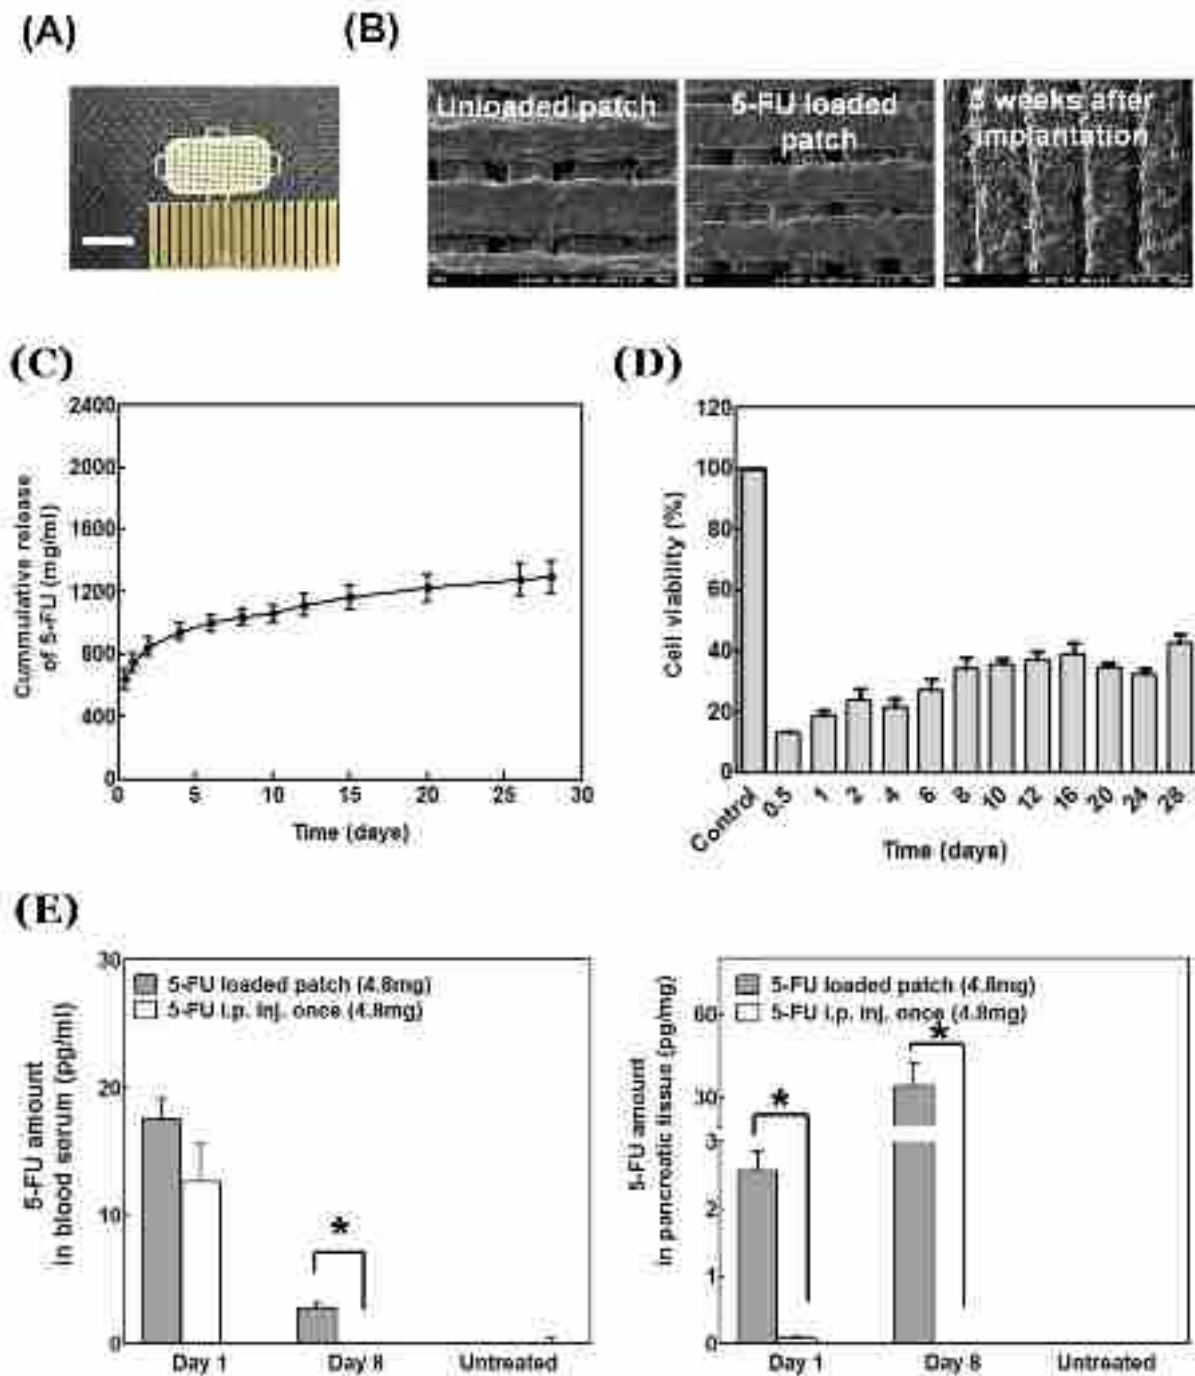 (A)
(B)
Unloaded patch
5-FU loaded
patch
weeks after
implantation
(C)
2400
2000
1600
1200
800
400
0
0
5
10
15
20
25
30
Cummulative release
of 5-FU (mg/ml)
Time (days)
(D)
120
100
80
60
40
20
0
Cell viability (%)
Control
0.5
1
2
4
6
8
10
12
16
20
24
28
Time (days)
(E)
30
20
10
0
5-FU amount
in blood serum (pg/ml)
5-FU loaded patch (4.8mg)
5-FU i.p. inj. once (4.8mg)
*
Day 1
Day 8
Untreated
60
30
3
2
1
0
5-FU amount
in pancreatic tissue (pg/mg)
5-FU loaded patch (4.8mg)
5-FU i.p. inj. once (4.8mg)
*
*
Day 1
Day 8
Untreated